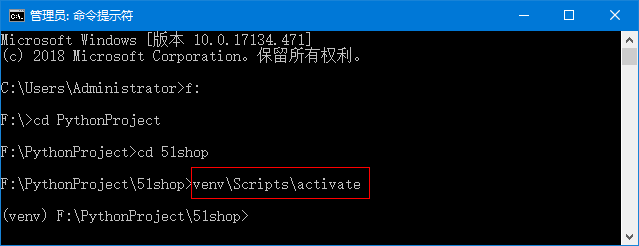 管理员: 命令提示符
Microsoft Windows [版本 10.0.17134.471]
(c) 2018 Microsoft Corporation。保留所有权利。
C:\Users\Administrator>f:
F:\>cd PythonProject
F:\PythonProject>cd 51shop
F:\PythonProject\51shop>venv\Scripts\activate
(venv) F:\PythonProject\51shop>